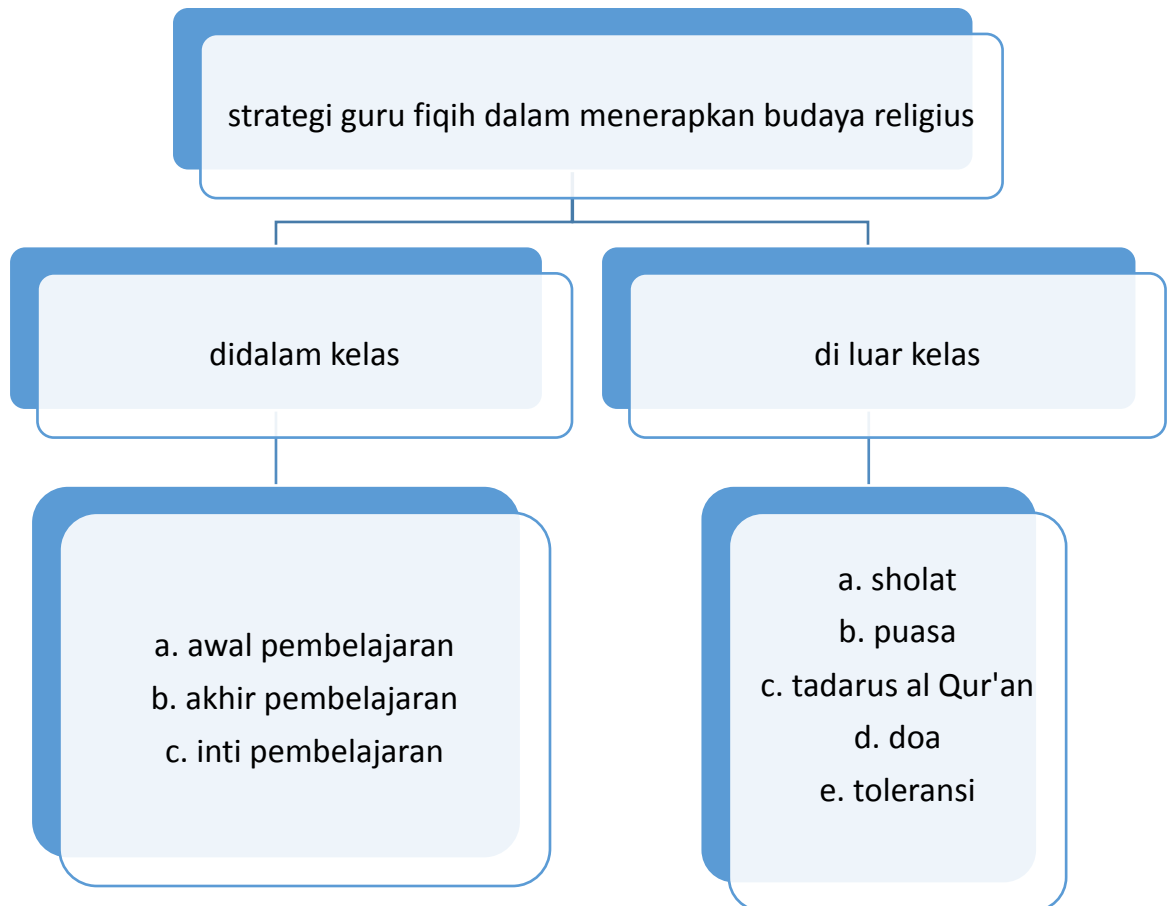 strategi guru fiqih dalam menerapkan budaya religius
didalam kelas
di luar kelas
a. awal pembelajaran
b. akhir pembelajaran
c. inti pembelajaran
a. sholat
b. puasa
c. tadarus al Qur'an
d. doa
e. toleransi